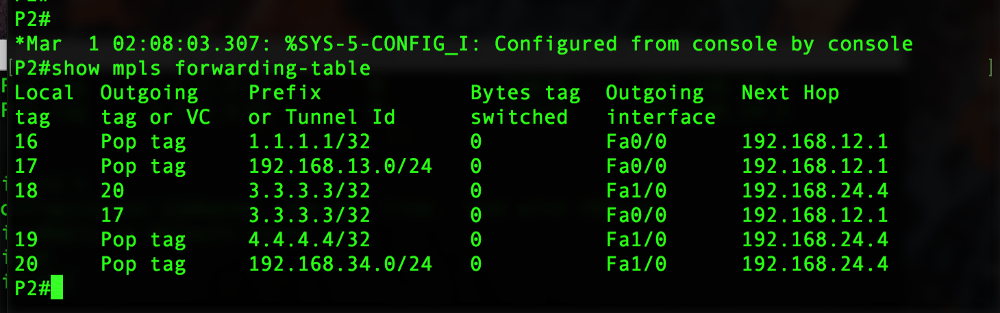 P2#
*Mar  1 02:08:03.307: %SYS-5-CONFIG_I: Configured from console by console
[P2#show mpls forwarding-table ]
Local  Outgoing    Prefix            Bytes tag  Outgoing   Next Hop
tag    tag or VC   or Tunnel Id      switched   interface
16     Pop tag     1.1.1.1/32        0          Fa0/0      192.168.12.1
17     Pop tag     192.168.13.0/24   0          Fa0/0      192.168.12.1
18     20          3.3.3.3/32        0          Fa1/0      192.168.24.4
       17          3.3.3.3/32        0          Fa0/0      192.168.12.1
19     Pop tag     4.4.4.4/32        0          Fa1/0      192.168.24.4
20     Pop tag     192.168.34.0/24   0          Fa1/0      192.168.24.4
P2#